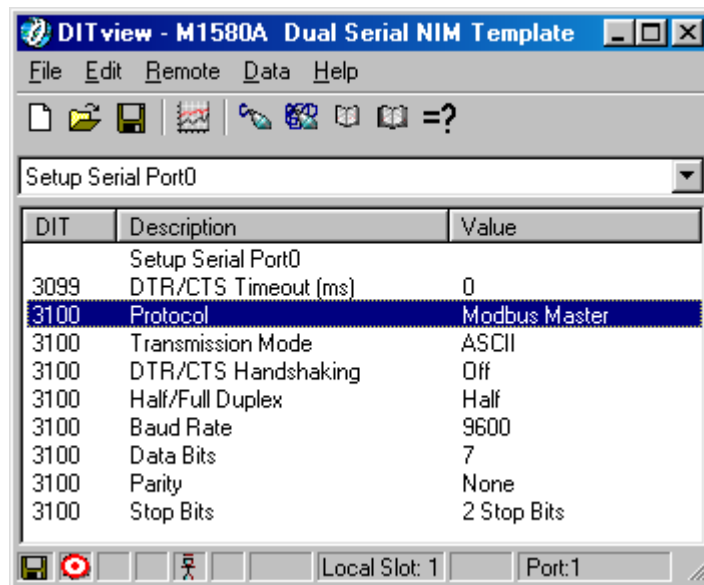 DITview - M1580A Dual Serial NIM Template
File Edit Remote Data Help
=?
Setup Serial Port0
DIT Description Value
Setup Serial Port0
3099 DTR/CTS Timeout (ms) 0
3100 Protocol Modbus Master
3100 Transmission Mode ASCII
3100 DTR/CTS Handshaking Off
3100 Half/Full Duplex Half
3100 Baud Rate 9600
3100 Data Bits 7
3100 Parity None
3100 Stop Bits 2 Stop Bits
Local Slot: 1 Port:1